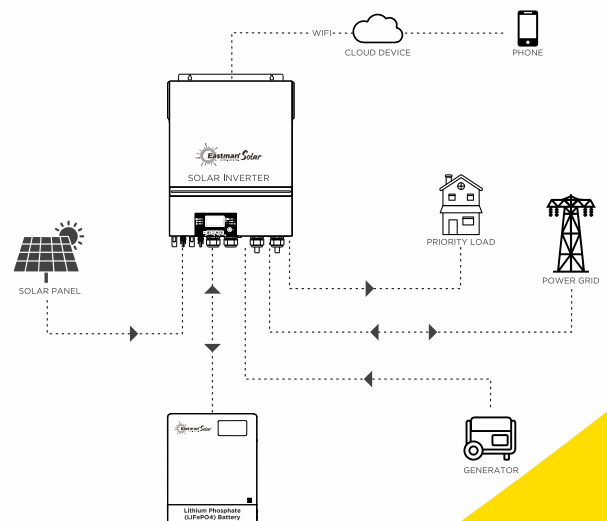 WIFI
CLOUD DEVICE
PHONE
Eastman Solar
SOLAR INVERTER
PRIORITY LOAD
POWER GRID
SOLAR PANEL
Eastman Solar
GENERATOR
Lithium Phosphate
(LiFePO4) Battery